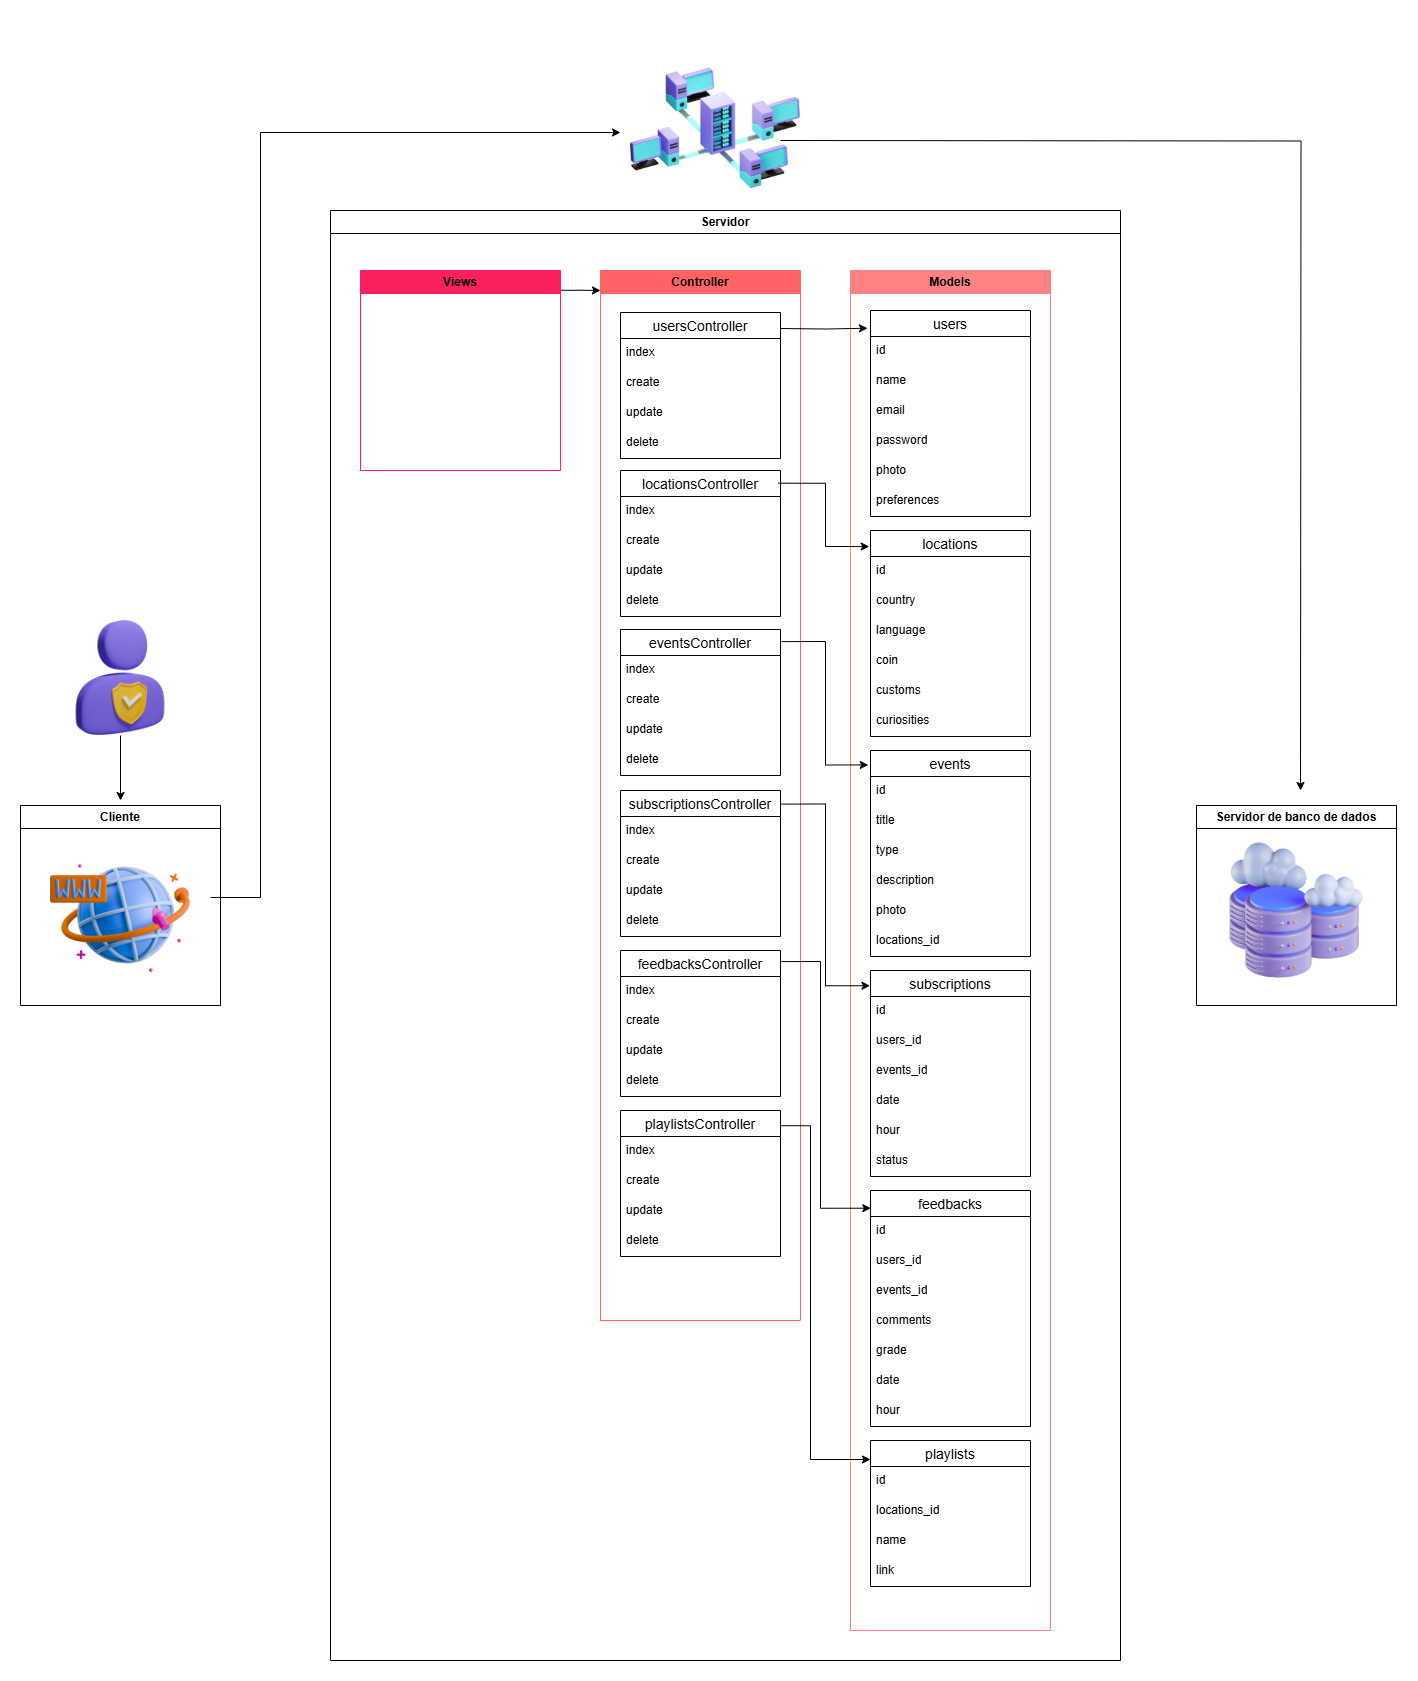 Servidor
Views
Controller
Models
usersController
index
create
update
delete
locationsController
index
create
update
delete
eventsController
index
create
update
delete
subscriptionsController
index
create
update
delete
feedbacksController
index
create
update
delete
playlistsController
index
create
update
delete
users
id
name
email
password
photo
preferences
locations
id
country
language
coin
customs
curiosities
events
id
title
type
description
photo
locations_id
subscriptions
id
users_id
events_id
date
hour
status
feedbacks
id
users_id
events_id
comments
grade
date
hour
playlists
id
locations_id
name
link
Cliente
WWW
Servidor de banco de dados